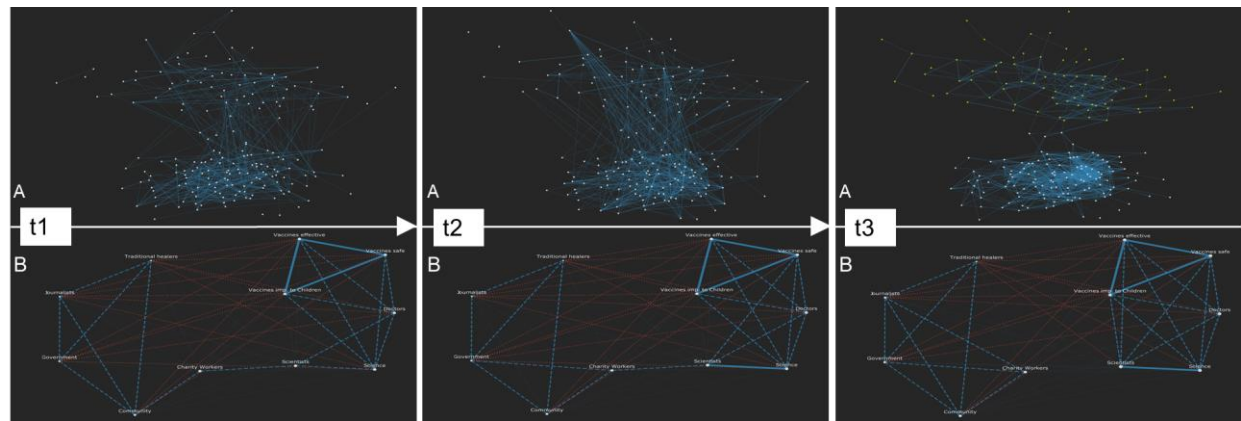 A
t1
B
Vaccines effective
Vaccines safe
Traditional healers
Vaccines imp. to Children
Journalists
Doctors
Government
Scientists
Science
Charity Workers
Community
A
t2
B
Vaccines effective
Vaccines safe
Traditional healers
Vaccines imp. to Children
Journalists
Doctors
Government
Scientists
Science
Charity Workers
Community
A
t3
B
Vaccines effective
Vaccines safe
Traditional healers
Vaccines imp. to Children
Journalists
Doctors
Government
Scientists
Science
Charity Workers
Community